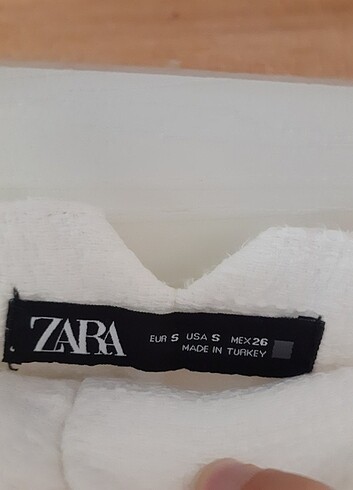 ZARA
EUR S USA S MEX 26
MADE IN TURKEY